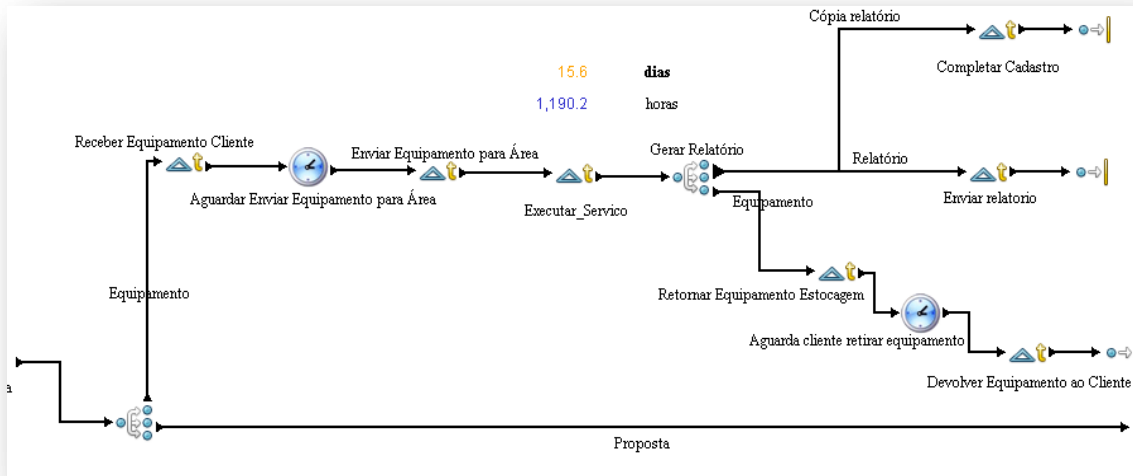 Cópia relatório
Completar Cadastro
15.6 dias
1,190.2 horas
Receber Equipamento Cliente
Enviar Equipamento para Área
Gerar Relatório
Relatório
Aguardar Enviar Equipamento para Área
Executar_Servico
Equipamento
Enviar relatorio
Equipamento
Retornar Equipamento Estocagem
Aguarda cliente retirar equipamento
a
Devolver Equipamento ao Cliente
Proposta